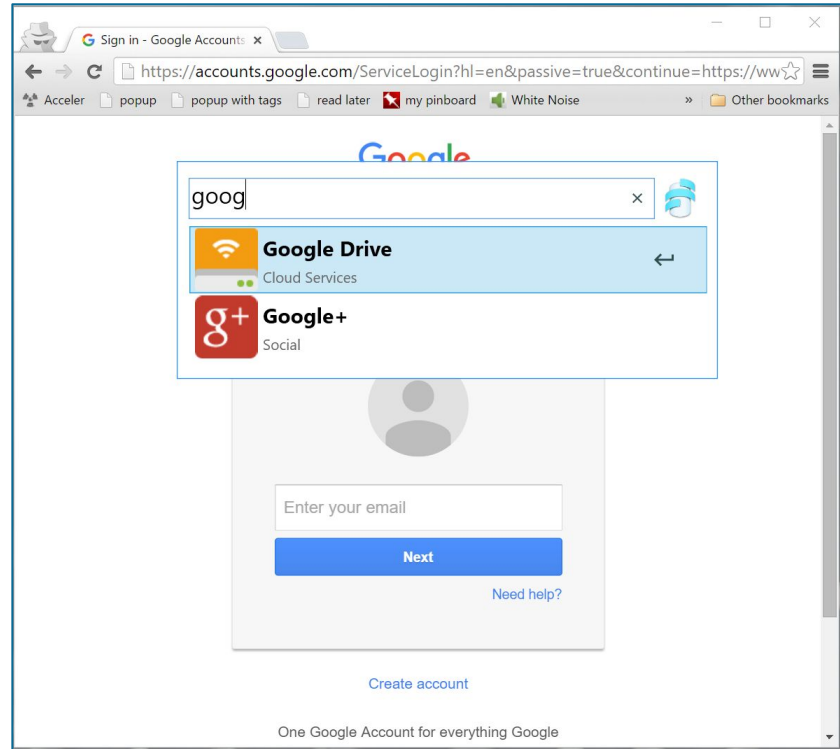 Sign in - Google Accounts
https://accounts.google.com/ServiceLogin?hl=en&passive=true&continue=https://ww
Acceler popup popup with tags read later my pinboard White Noise » Other bookmarks
Google
goog
Google Drive
Cloud Services
g+ Google+
Social
Enter your email
Next
Need help?
Create account
One Google Account for everything Google